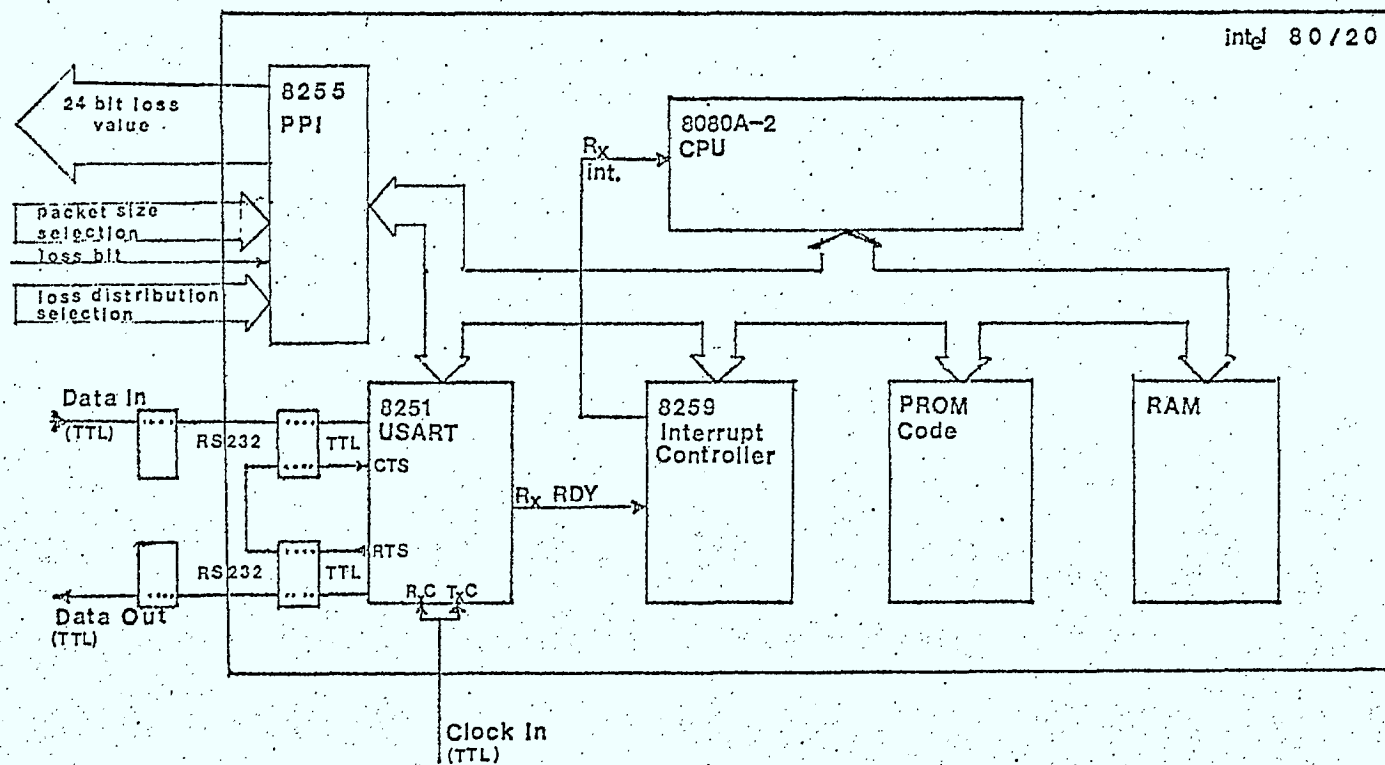 intel 80/20
8255
PPI
24 bit loss
value
packet size
selection
loss bit
loss distribution
selection
8080A-2
CPU
Rx
int.
Data In
(TTL)
RS232
TTL
8251
USART
CTS
RTS
RxC TxC
Rx RDY
8259
Interrupt
Controller
PROM
Code
RAM
RS232
TTL
Data Out
(TTL)
Clock In
(TTL)